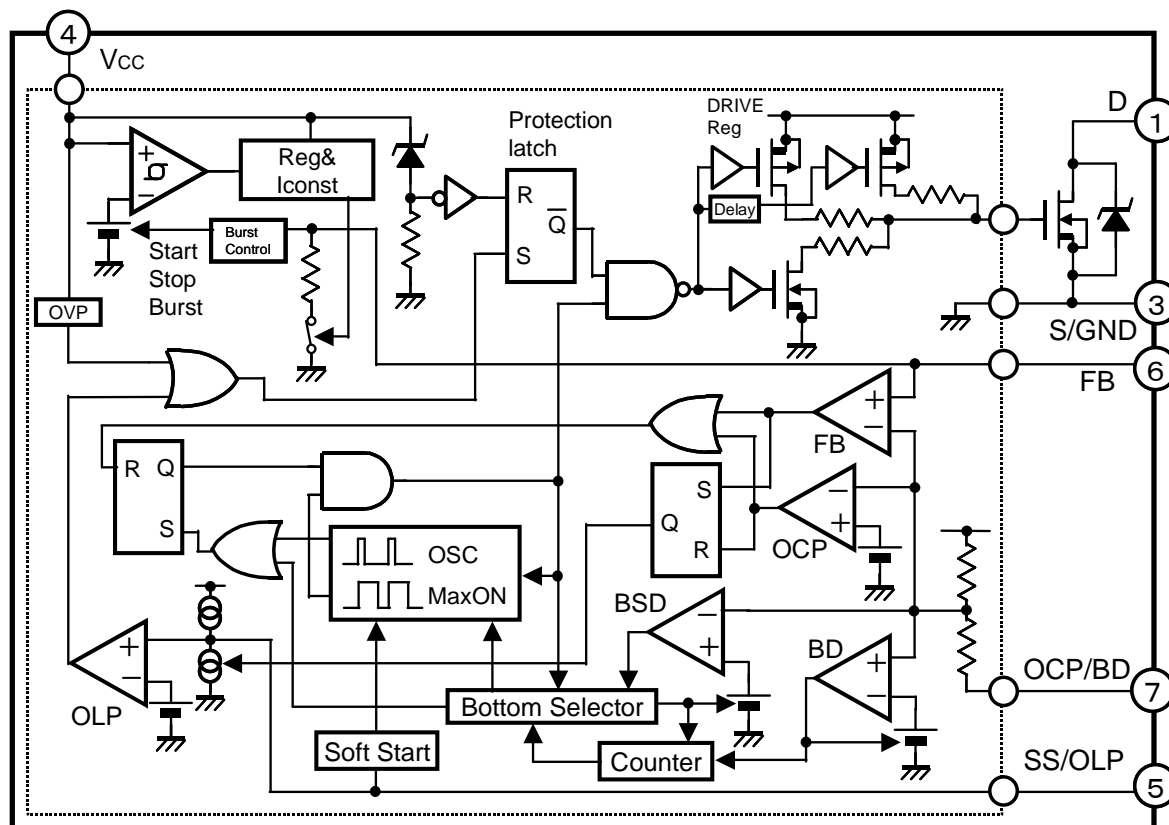 4
VCC
D
1
DRIVE
Reg
Protection
latch
+
−
Reg&
Iconst
R
Q
S
Delay
Burst
Control
Start
Stop
Burst
OVP
3
S/GND
6
FB
+
−
FB
R
Q
S
S
Q
R
−
+
OCP
OSC
MaxON
BSD
−
+
BD
+
−
+
−
OLP
OCP/BD
7
Bottom Selector
Soft Start
Counter
SS/OLP
5